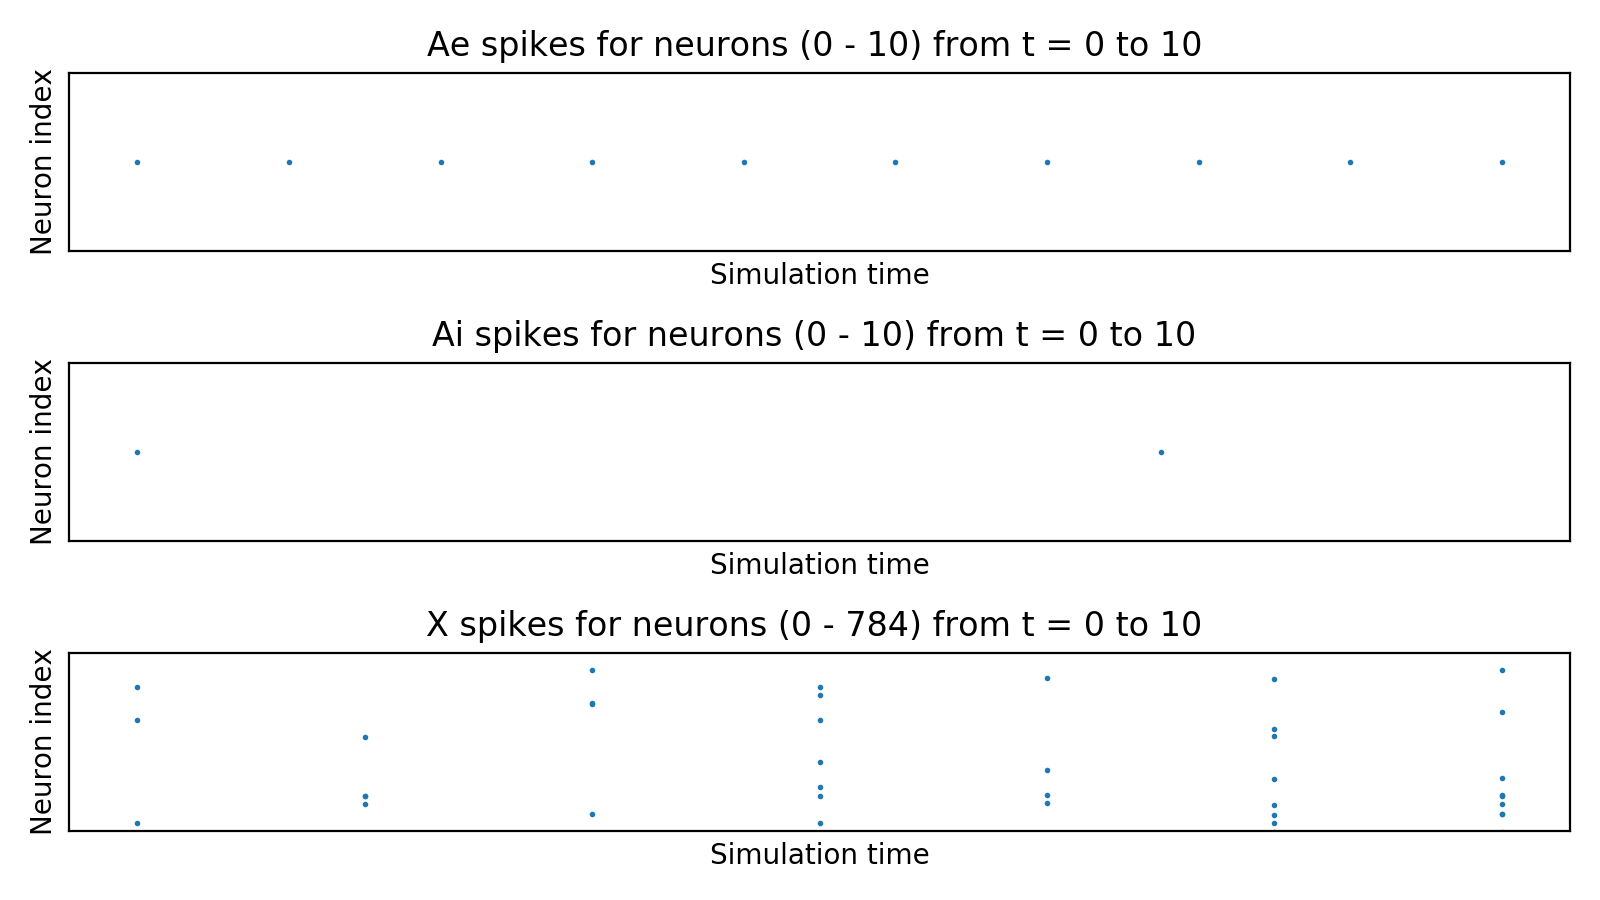 Ae spikes for neurons (0 - 10) from t = 0 to 10
Neuron index
Simulation time
Ai spikes for neurons (0 - 10) from t = 0 to 10
Neuron index
Simulation time
X spikes for neurons (0 - 784) from t = 0 to 10
Neuron index
Simulation time